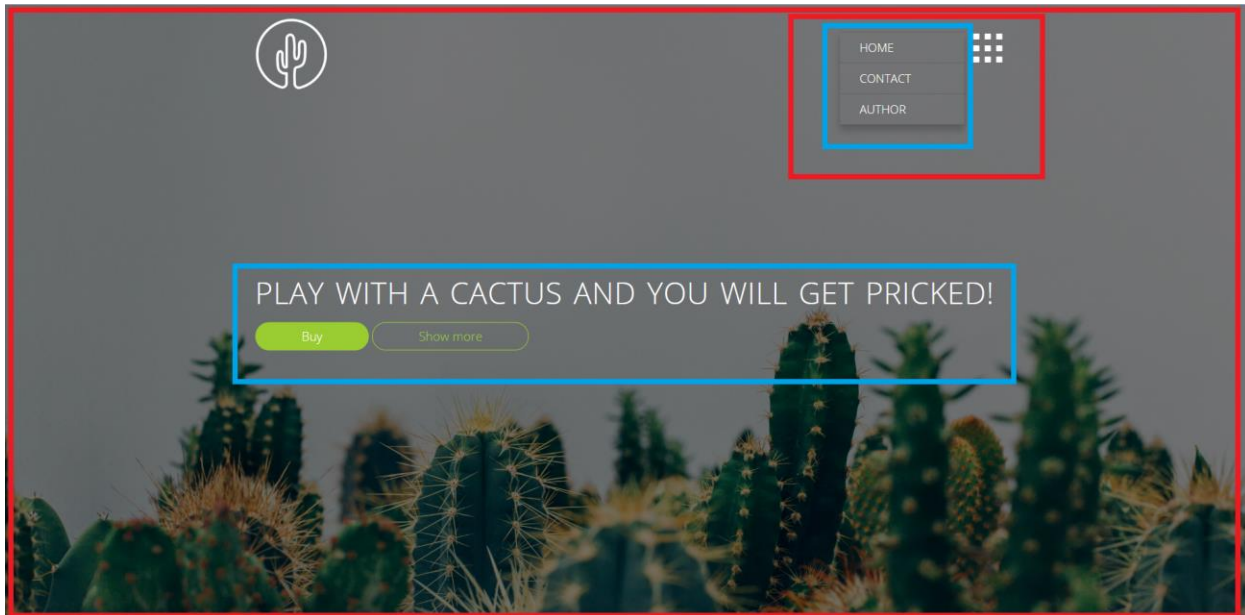 HOME
CONTACT
AUTHOR
PLAY WITH A CACTUS AND YOU WILL GET PRICKED!
Buy Show more